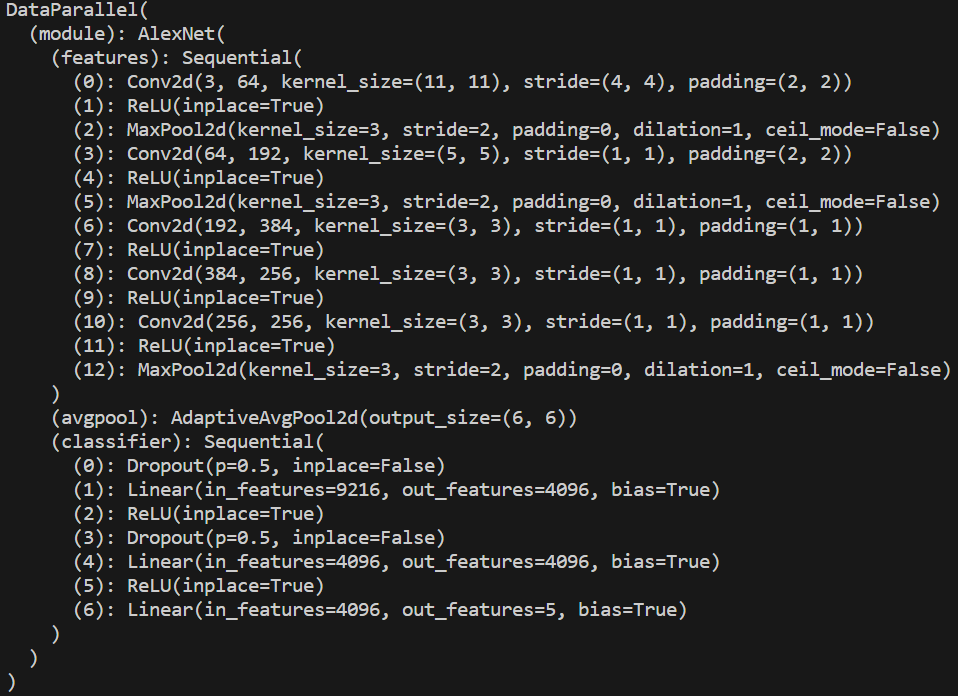 DataParallel(
  (module): AlexNet(
    (features): Sequential(
      (0): Conv2d(3, 64, kernel_size=(11, 11), stride=(4, 4), padding=(2, 2))
      (1): ReLU(inplace=True)
      (2): MaxPool2d(kernel_size=3, stride=2, padding=0, dilation=1, ceil_mode=False)
      (3): Conv2d(64, 192, kernel_size=(5, 5), stride=(1, 1), padding=(2, 2))
      (4): ReLU(inplace=True)
      (5): MaxPool2d(kernel_size=3, stride=2, padding=0, dilation=1, ceil_mode=False)
      (6): Conv2d(192, 384, kernel_size=(3, 3), stride=(1, 1), padding=(1, 1))
      (7): ReLU(inplace=True)
      (8): Conv2d(384, 256, kernel_size=(3, 3), stride=(1, 1), padding=(1, 1))
      (9): ReLU(inplace=True)
      (10): Conv2d(256, 256, kernel_size=(3, 3), stride=(1, 1), padding=(1, 1))
      (11): ReLU(inplace=True)
      (12): MaxPool2d(kernel_size=3, stride=2, padding=0, dilation=1, ceil_mode=False)
    )
    (avgpool): AdaptiveAvgPool2d(output_size=(6, 6))
    (classifier): Sequential(
      (0): Dropout(p=0.5, inplace=False)
      (1): Linear(in_features=9216, out_features=4096, bias=True)
      (2): ReLU(inplace=True)
      (3): Dropout(p=0.5, inplace=False)
      (4): Linear(in_features=4096, out_features=4096, bias=True)
      (5): ReLU(inplace=True)
      (6): Linear(in_features=4096, out_features=5, bias=True)
    )
  )
)